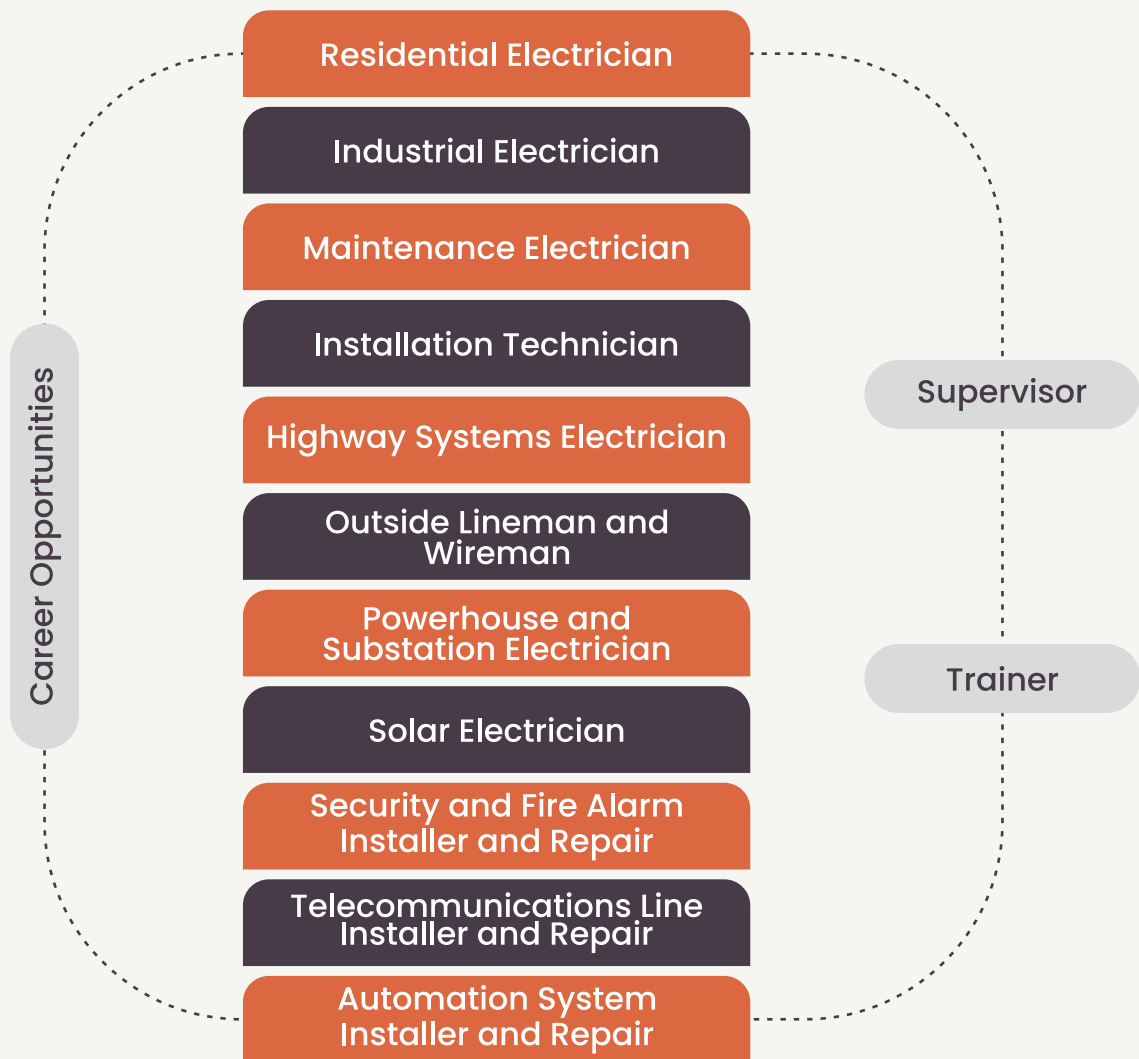 Residential Electrician
Industrial Electrician
Maintenance Electrician
Installation Technician
Highway Systems Electrician
Outside Lineman and
Wireman
Powerhouse and
Substation Electrician
Solar Electrician
Security and Fire Alarm
Installer and Repair
Telecommunications Line
Installer and Repair
Automation System
Installer and Repair
Career Opportunities
Supervisor
Trainer